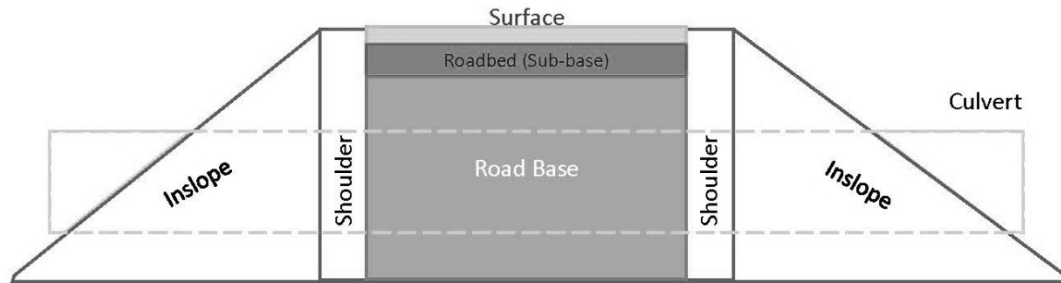 Surface
Roadbed (Sub-base)
Culvert
Inslope
Shoulder
Road Base
Shoulder
Inslope